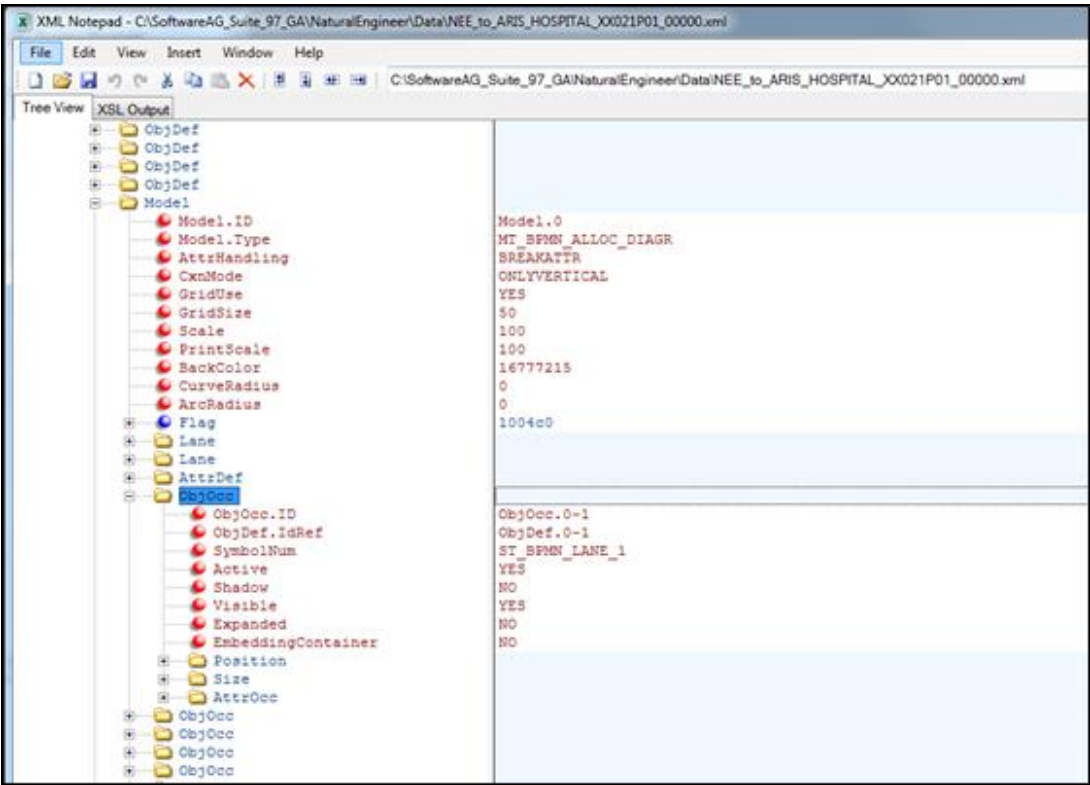 XML Notepad - C:\SoftwareAG_Suite_97_GA\NaturalEngineer\Data\NEE_to_ARIS_HOSPITAL_XX021P01_00000.xml
File Edit View Insert Window Help
C:\SoftwareAG_Suite_97_GA\NaturalEngineer\Data\NEE_to_ARIS_HOSPITAL_XX021P01_00000.xml
Tree View XSL Output
ObjDef
ObjDef
ObjDef
ObjDef
Model
Model.ID Model.0
Model.Type MT_BPMN_ALLOC_DIAGR
AttrHandling BREAKATTR
CxnMode ONLYVERTICAL
GridUse YES
GridSize 50
Scale 100
PrintScale 100
BackColor 16777215
CurveRadius 0
ArcRadius 0
Flag 1004c0
Lane
Lane
AttrDef
ObjOcc
ObjOcc.ID ObjOcc.0-1
ObjDef.IdRef ObjDef.0-1
SymbolNum ST_BPMN_LANE_1
Active YES
Shadow NO
Visible YES
Expanded NO
EmbeddingContainer NO
Position
Size
AttrOcc
ObjOcc
ObjOcc
ObjOcc
ObjOcc